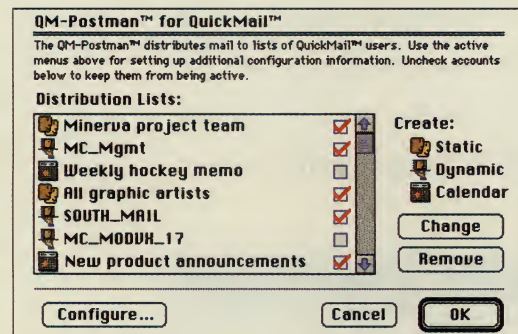 QM-Postman™ for QuickMail™
The QM-Postman™ distributes mail to lists of QuickMail™ users. Use the active
menus above for setting up additional configuration information. Uncheck accounts
below to keep them from being active.
Distribution Lists:
Minerva project team
MC_Mgmt
Weekly hockey memo
All graphic artists
SOUTH_MAIL
MC_MODVX_17
New product announcements
Create:
Static
Dynamic
Calendar
Change
Remove
Configure...
Cancel
OK